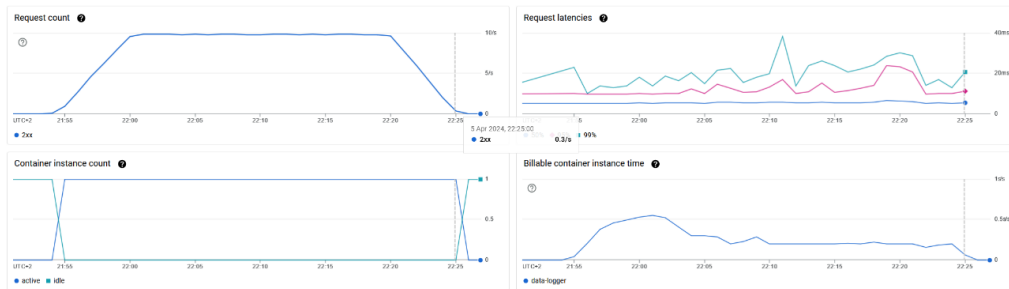 Request count
10/s
5/s
0
UTC+2 21:55 22:00 22:05 22:10 22:15 22:20 22:25
2xx
Request latencies
40ms
20ms
0
UTC+2 21:55 22:00 22:05 22:10 22:15 22:20 22:25
99%
5 Apr 2024, 22:25:00
2xx 0.3/s
Container instance count
1
0.5
0
UTC+2 21:55 22:00 22:05 22:10 22:15 22:20 22:25
active idle
Billable container instance time
1s/s
0.5s/s
0
UTC+2 21:55 22:00 22:05 22:10 22:15 22:20 22:25
data-logger